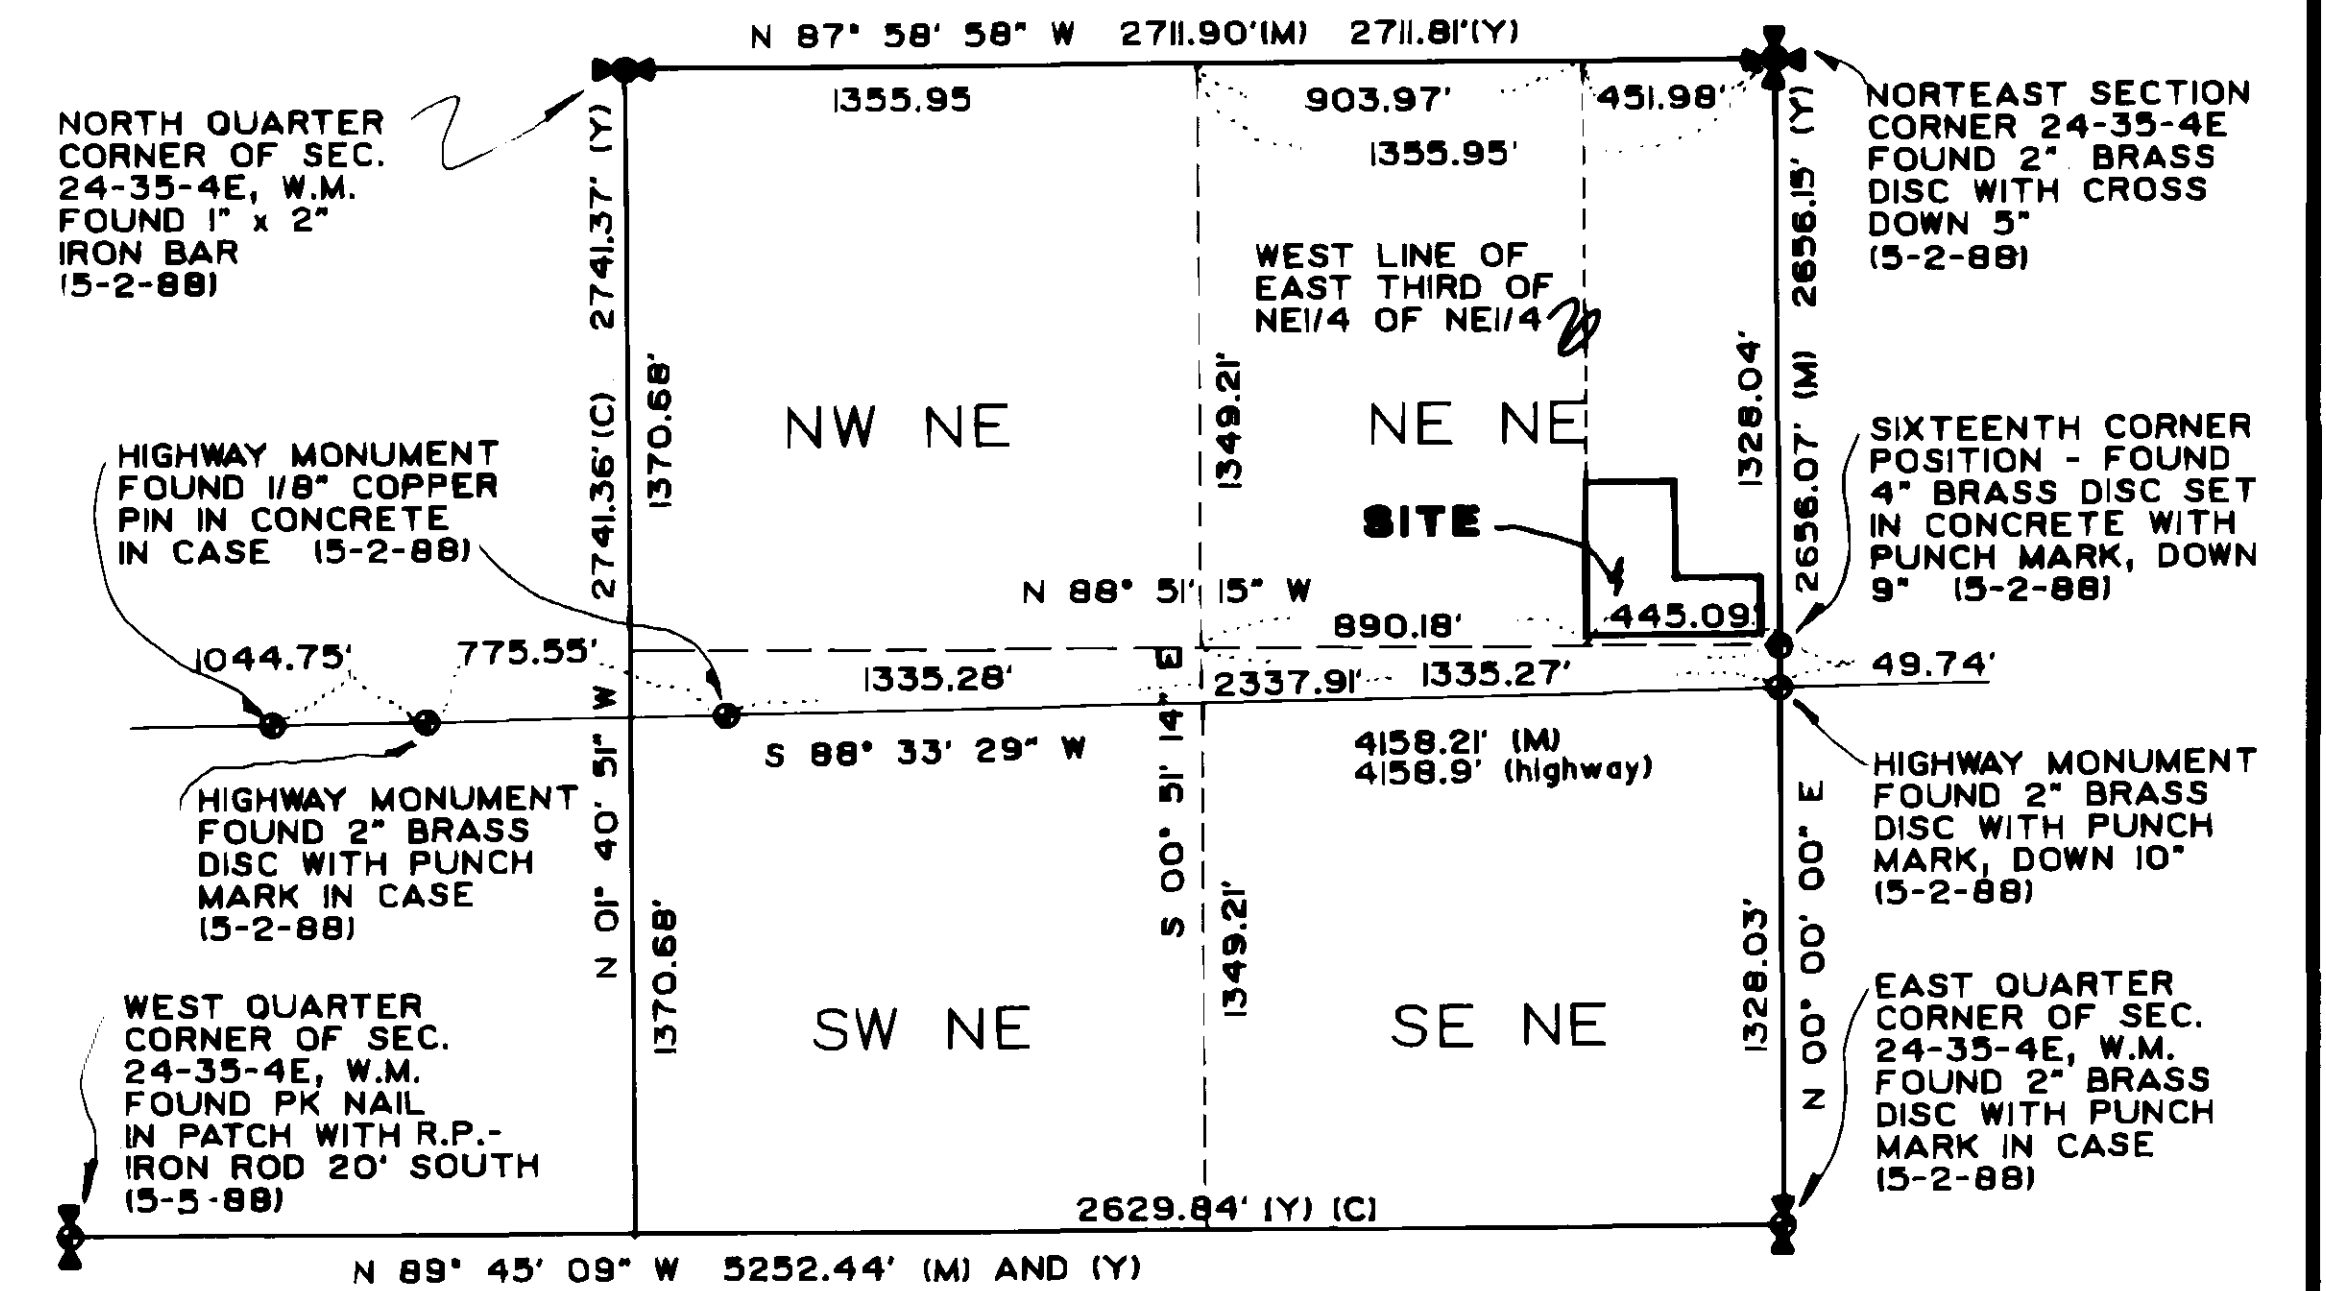 N 87° 58' 58" W 2711.90'(M) 2711.81'(Y)
1355.95
903.97'
451.98'
1355.95'
NORTH QUARTER
CORNER OF SEC.
24-35-4E, W.M.
FOUND 1" x 2"
IRON BAR
(5-2-88)
NORTEAST SECTION
CORNER 24-35-4E
FOUND 2" BRASS
DISC WITH CROSS
DOWN 5"
(5-2-88)
WEST LINE OF
EAST THIRD OF
NE1/4 OF NE1/4
N 01° 40' 51" W 2741.36'(C) 2741.37' (Y)
1370.68'
1349.21'
1328.04'
N 00° 00' 00" E 2656.07' (M) 2656.15' (Y)
NW NE
NE NE
SITE
HIGHWAY MONUMENT
FOUND 1/8" COPPER
PIN IN CONCRETE
IN CASE (5-2-88)
SIXTEENTH CORNER
POSITION - FOUND
4" BRASS DISC SET
IN CONCRETE WITH
PUNCH MARK, DOWN
9" (5-2-88)
N 88° 51' 15" W
890.18'
445.09'
1044.75'
775.55'
1335.28'
2337.91'
1335.27'
49.74'
S 88° 33' 29" W
S 00° 51' 14" E
4158.21' (M)
4158.9' (highway)
HIGHWAY MONUMENT
FOUND 2" BRASS
DISC WITH PUNCH
MARK IN CASE
(5-2-88)
HIGHWAY MONUMENT
FOUND 2" BRASS
DISC WITH PUNCH
MARK, DOWN 10"
(5-2-88)
1370.68'
1349.21'
1328.03'
SW NE
SE NE
WEST QUARTER
CORNER OF SEC.
24-35-4E, W.M.
FOUND PK NAIL
IN PATCH WITH R.P.-
IRON ROD 20' SOUTH
(5-5-88)
EAST QUARTER
CORNER OF SEC.
24-35-4E, W.M.
FOUND 2" BRASS
DISC WITH PUNCH
MARK IN CASE
(5-2-88)
2629.84' (Y) (C)
N 89° 45' 09" W 5252.44' (M) AND (Y)